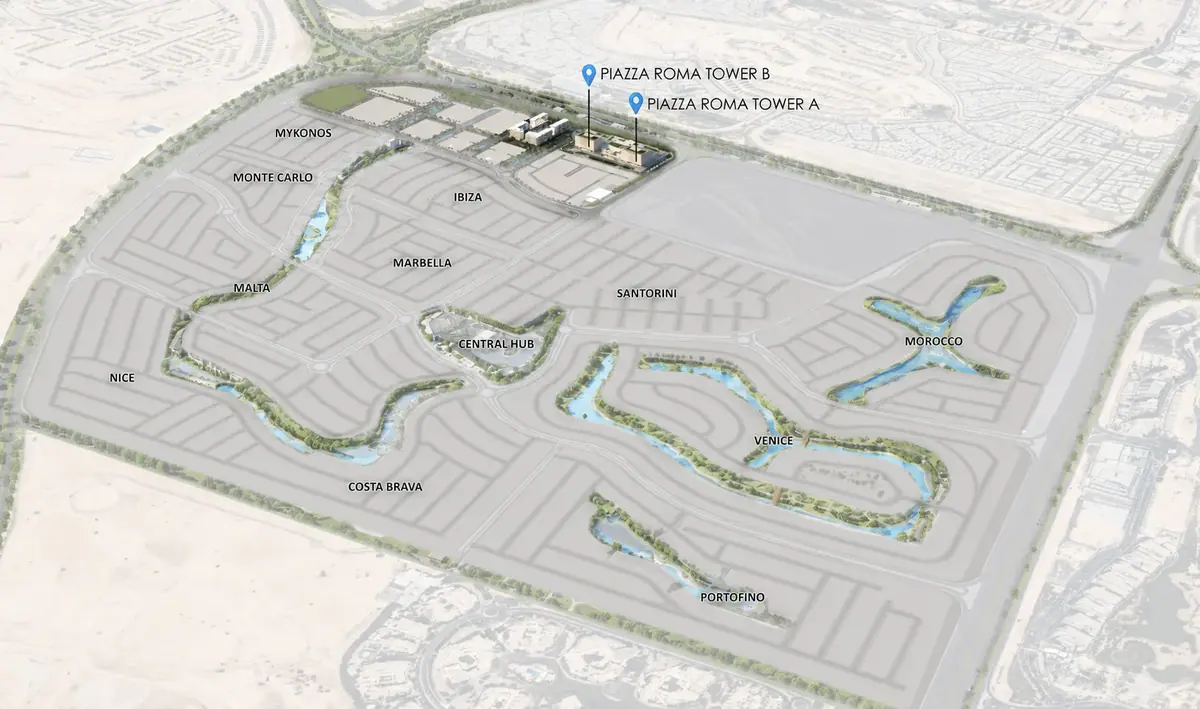 PIAZZA ROMA TOWER B
PIAZZA ROMA TOWER A
MYKONOS
MONTE CARLO
IBIZA
MARBELLA
MALTA
SANTORINI
CENTRAL HUB
MOROCCO
NICE
VENICE
COSTA BRAVA
PORTOFINO